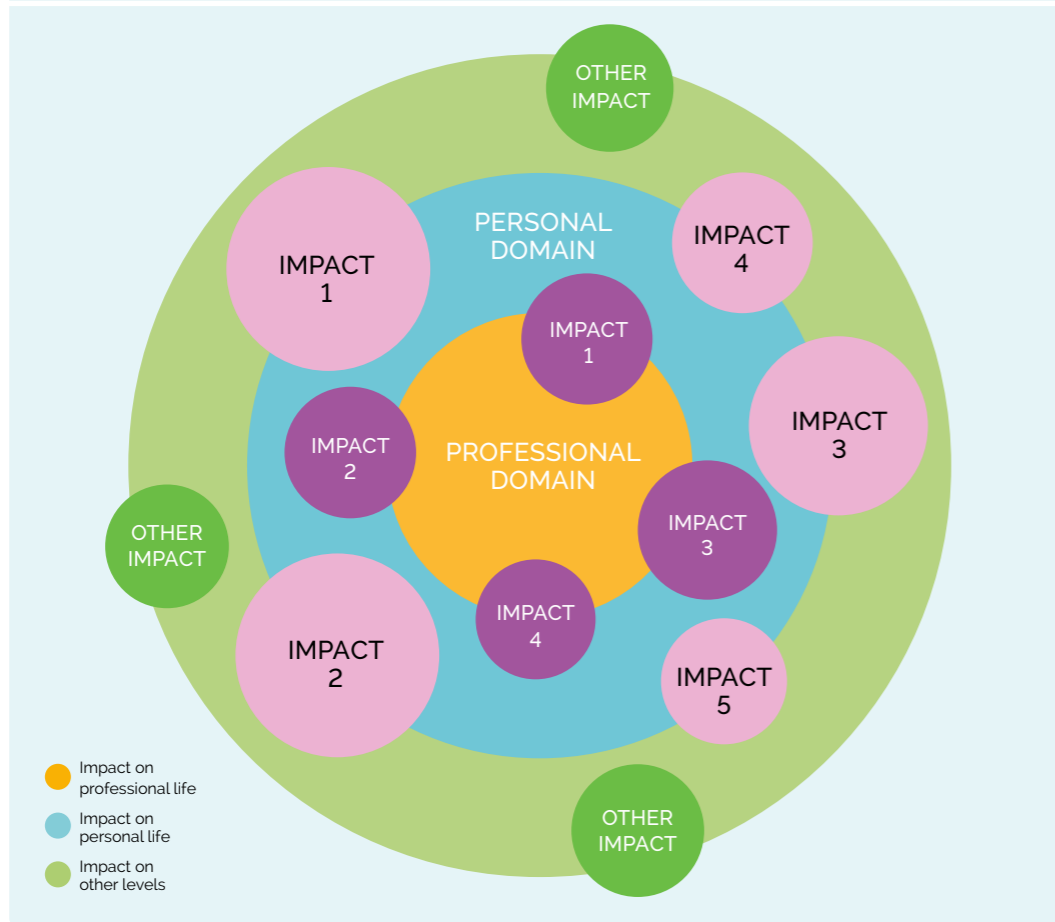 OTHER
IMPACT
PERSONAL
DOMAIN
IMPACT
4
IMPACT
1
IMPACT
1
IMPACT
3
IMPACT
2
PROFESSIONAL
DOMAIN
IMPACT
3
OTHER
IMPACT
IMPACT
4
IMPACT
2
IMPACT
5
Impact on
professional life
Impact on
personal life
Impact on
other levels
OTHER
IMPACT